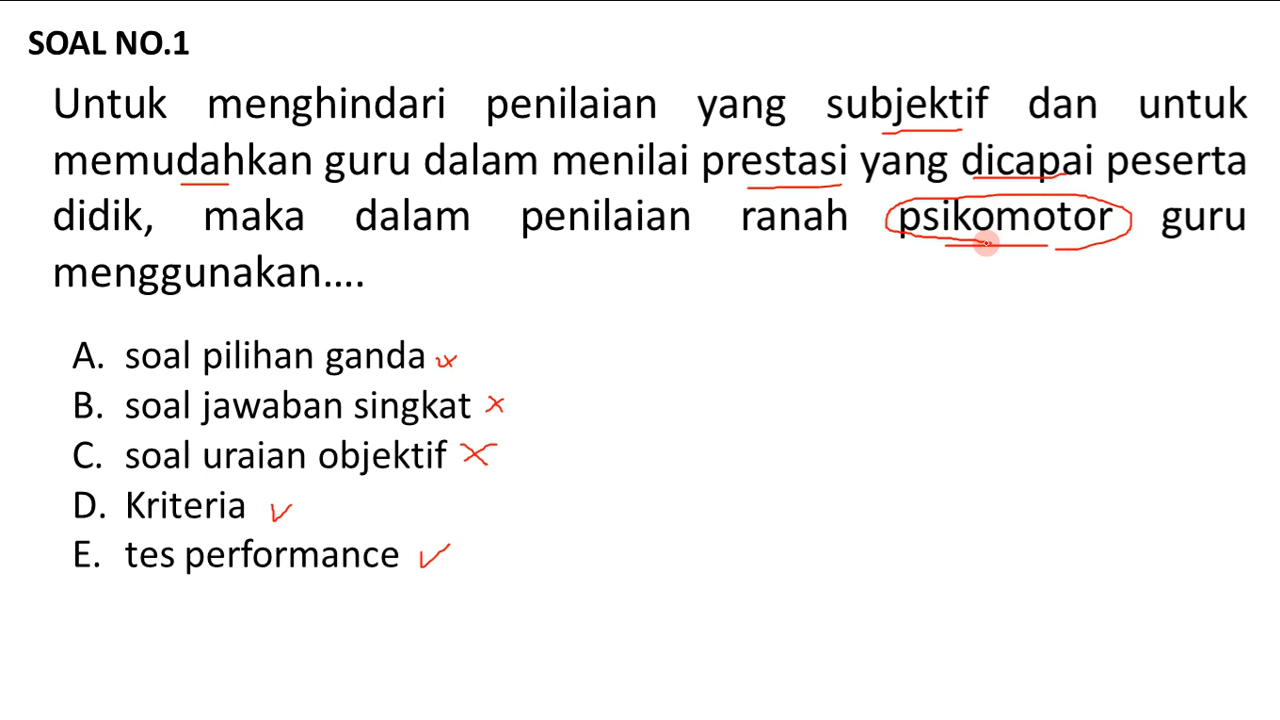 SOAL NO.1
Untuk menghindari penilaian yang subjektif dan untuk
memudahkan guru dalam menilai prestasi yang dicapai peserta
didik, maka dalam penilaian ranah psikomotor guru
menggunakan....
A. soal pilihan ganda
B. soal jawaban singkat
C. soal uraian objektif
D. Kriteria
E. tes performance